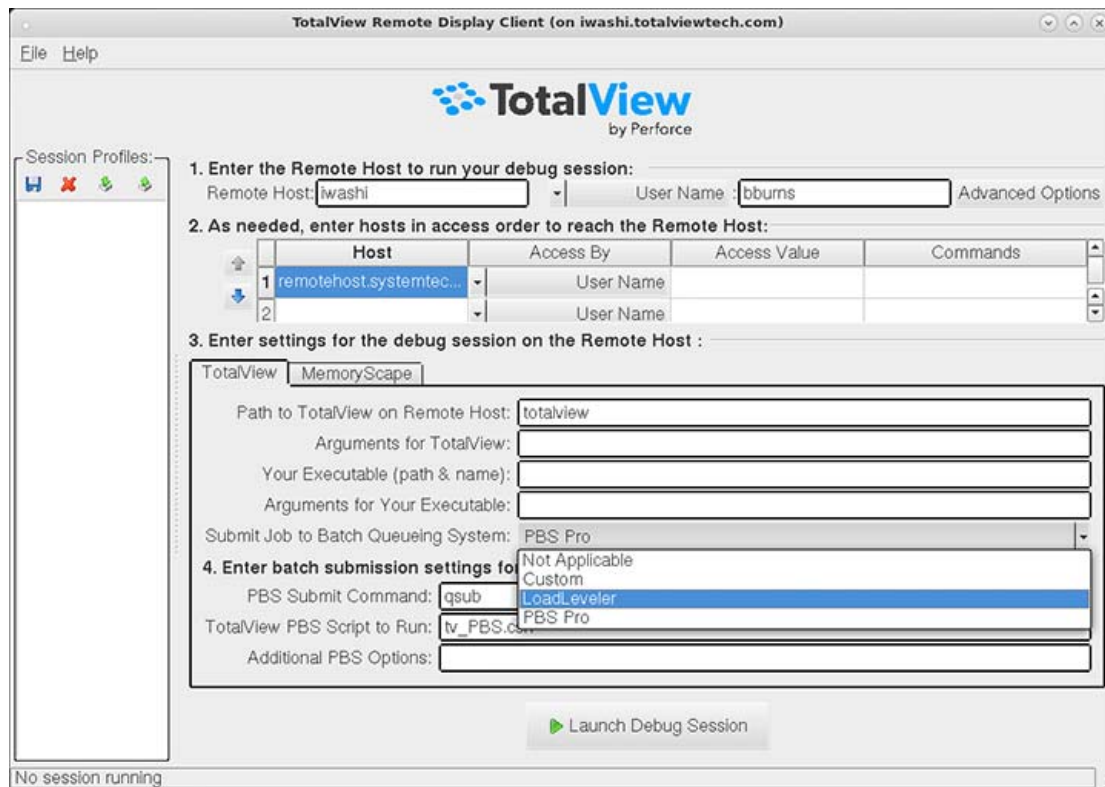 TotalView Remote Display Client (on iwashi.totalviewtech.com)
File Help
TotalView
by Perforce
Session Profiles:
1. Enter the Remote Host to run your debug session:
Remote Host: iwashi User Name : bburns Advanced Options
2. As needed, enter hosts in access order to reach the Remote Host:
Host Access By Access Value Commands
1 remotehost.systemtec... User Name
2 User Name
3. Enter settings for the debug session on the Remote Host :
TotalView MemoryScape
Path to TotalView on Remote Host: totalview
Arguments for TotalView:
Your Executable (path & name):
Arguments for Your Executable:
Submit Job to Batch Queueing System: PBS Pro
Not Applicable
Custom
LoadLeveler
PBS Pro
4. Enter batch submission settings fo
PBS Submit Command: qsub
TotalView PBS Script to Run: tv_PBS.csh
Additional PBS Options:
Launch Debug Session
No session running